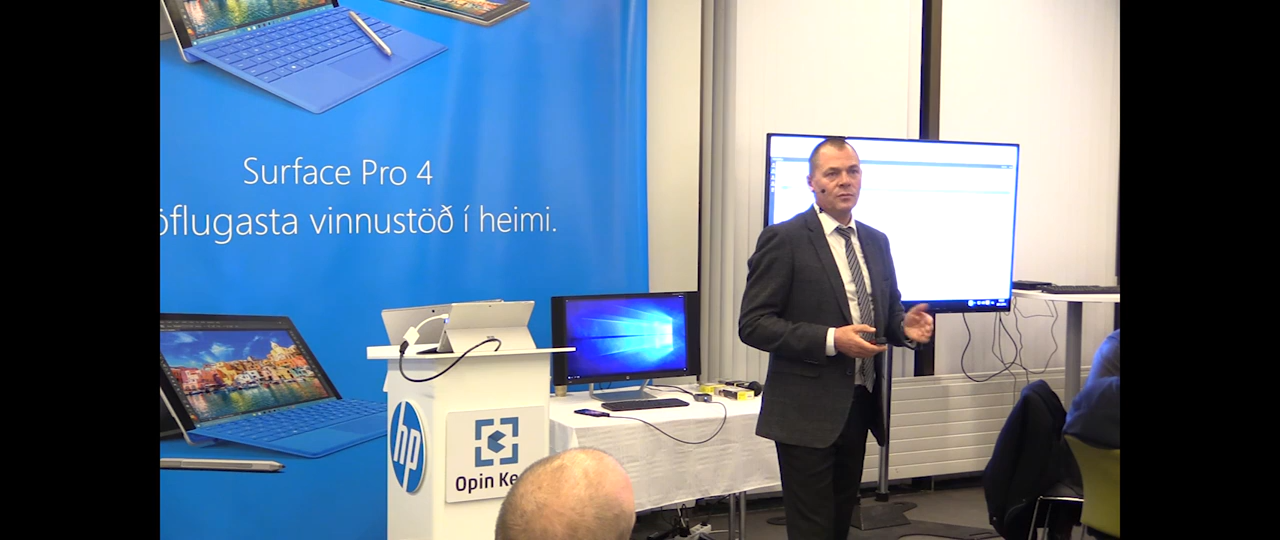 Surface Pro 4
öflugasta vinnustöð í heimi.
hp
Opin Ke